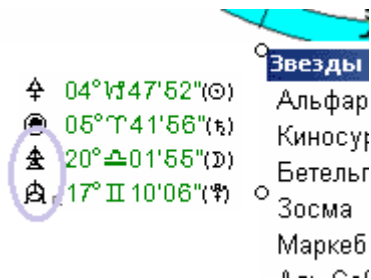 04°♑47'52"(☉)
05°♈41'56"(♄)
20°♎01'55"(☽)
17°♊10'06"(⚴)
Звезды
Альфар
Киносур
Бетельг
Зосма
Маркеб